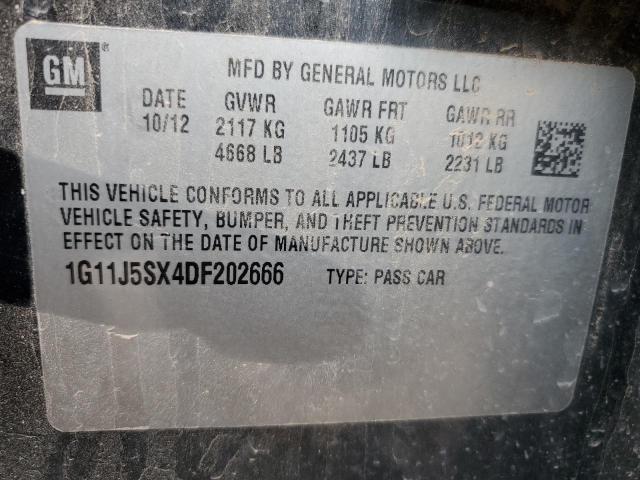 GM
MFD BY GENERAL MOTORS LLC
DATE GVWR GAWR FRT GAWR RR
10/12 2117 KG 1105 KG 1012 KG
4668 LB 2437 LB 2231 LB
THIS VEHICLE CONFORMS TO ALL APPLICABLE U.S. FEDERAL MOTOR
VEHICLE SAFETY, BUMPER, AND THEFT PREVENTION STANDARDS IN
EFFECT ON THE DATE OF MANUFACTURE SHOWN ABOVE.
1G11J5SX4DF202666 TYPE: PASS CAR